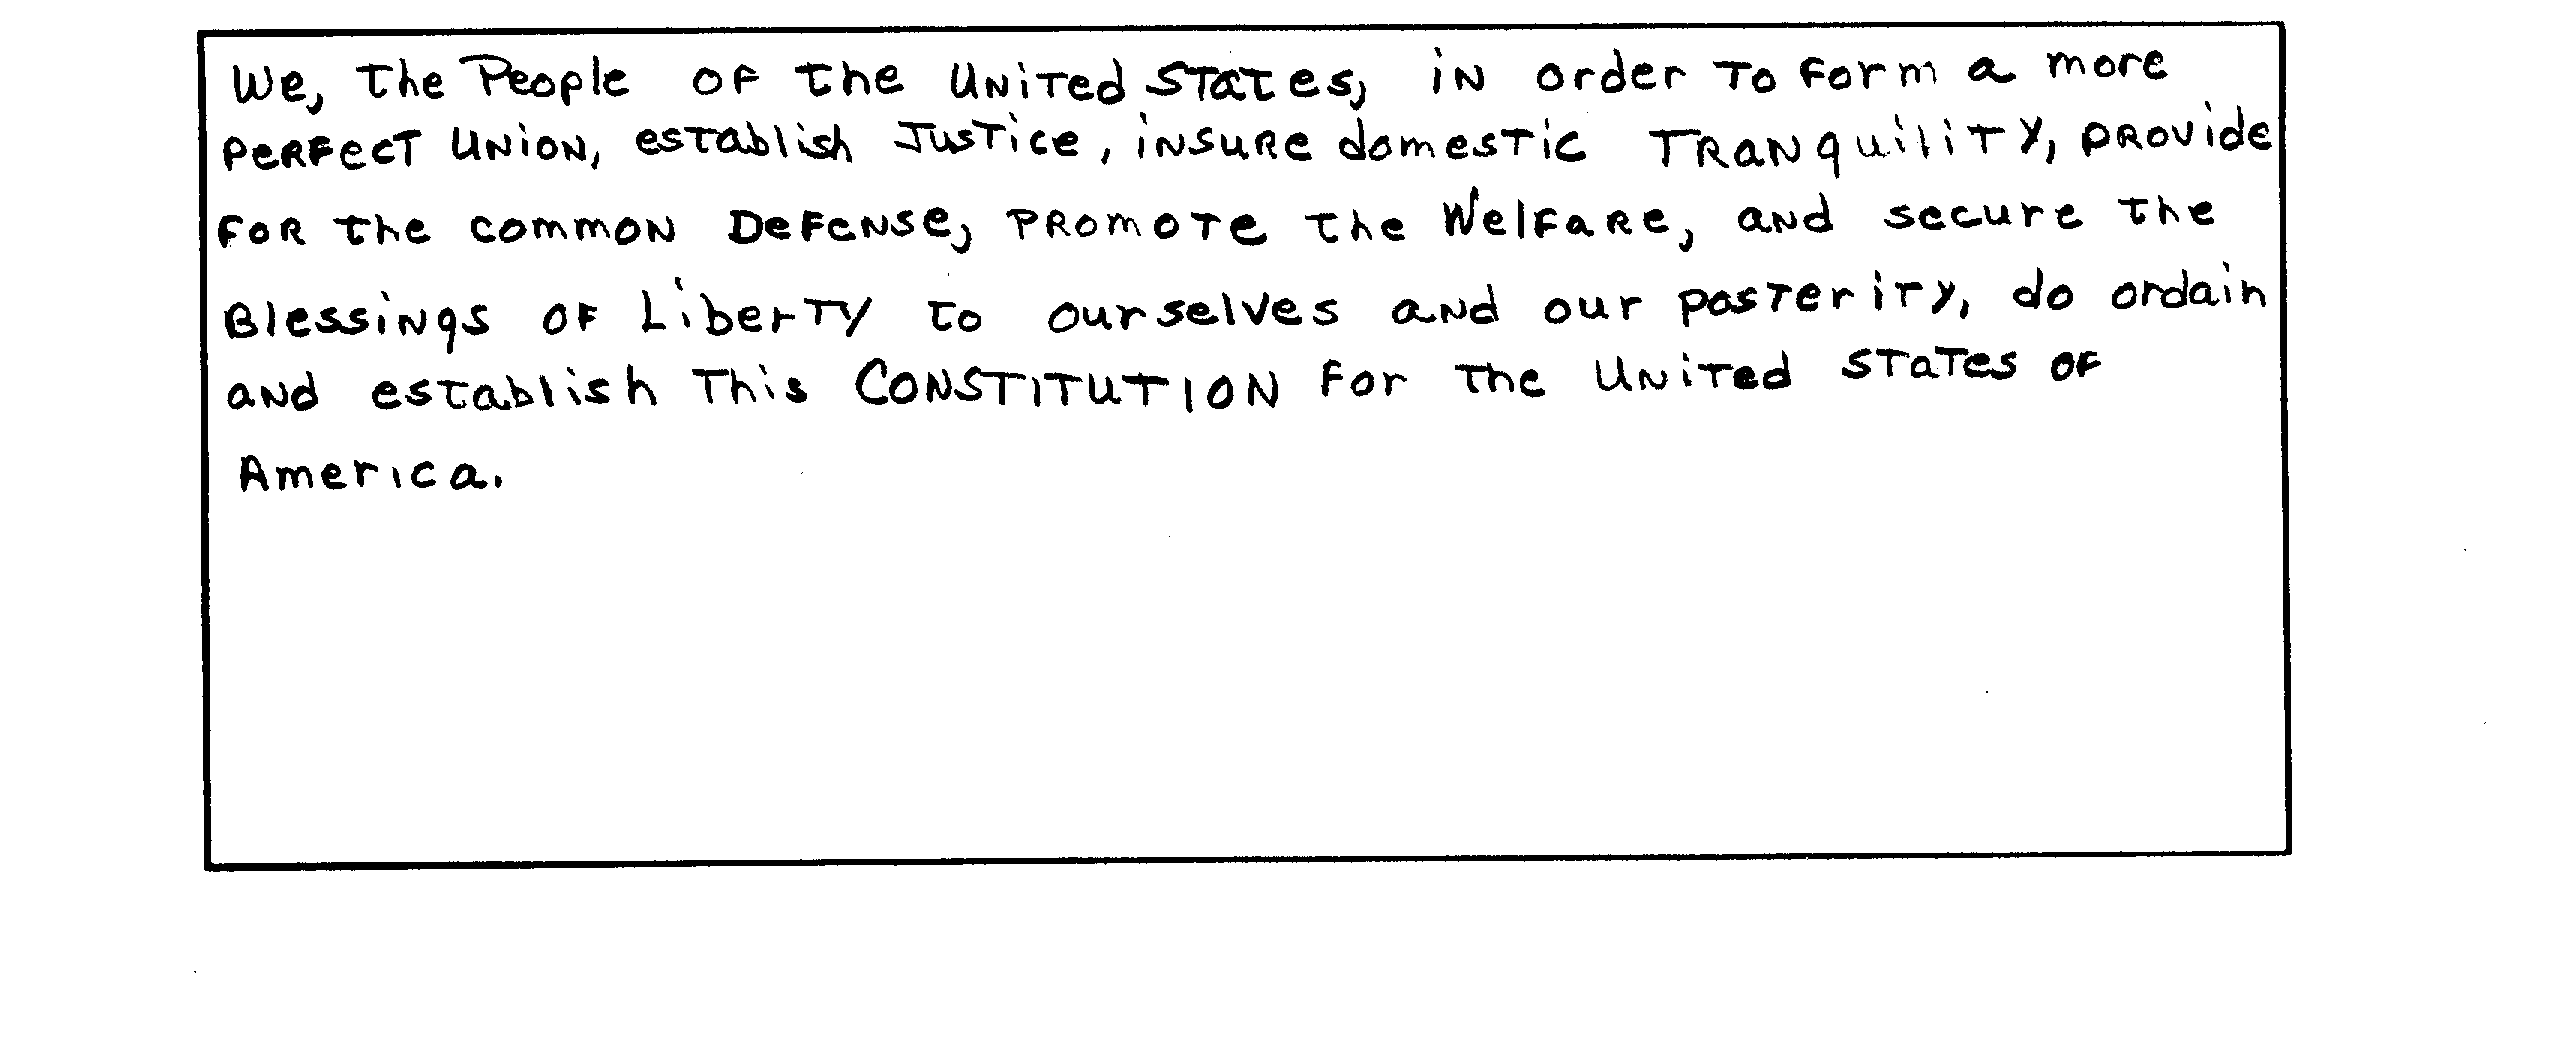 We, the People of the United States, in order to form a more
perfect Union, establish Justice, insure domestic Tranquility, provide
for the common Defense, promote the Welfare, and secure the
Blessings of Liberty to ourselves and our posterity, do ordain
and establish This CONSTITUTION for the United States of
America.